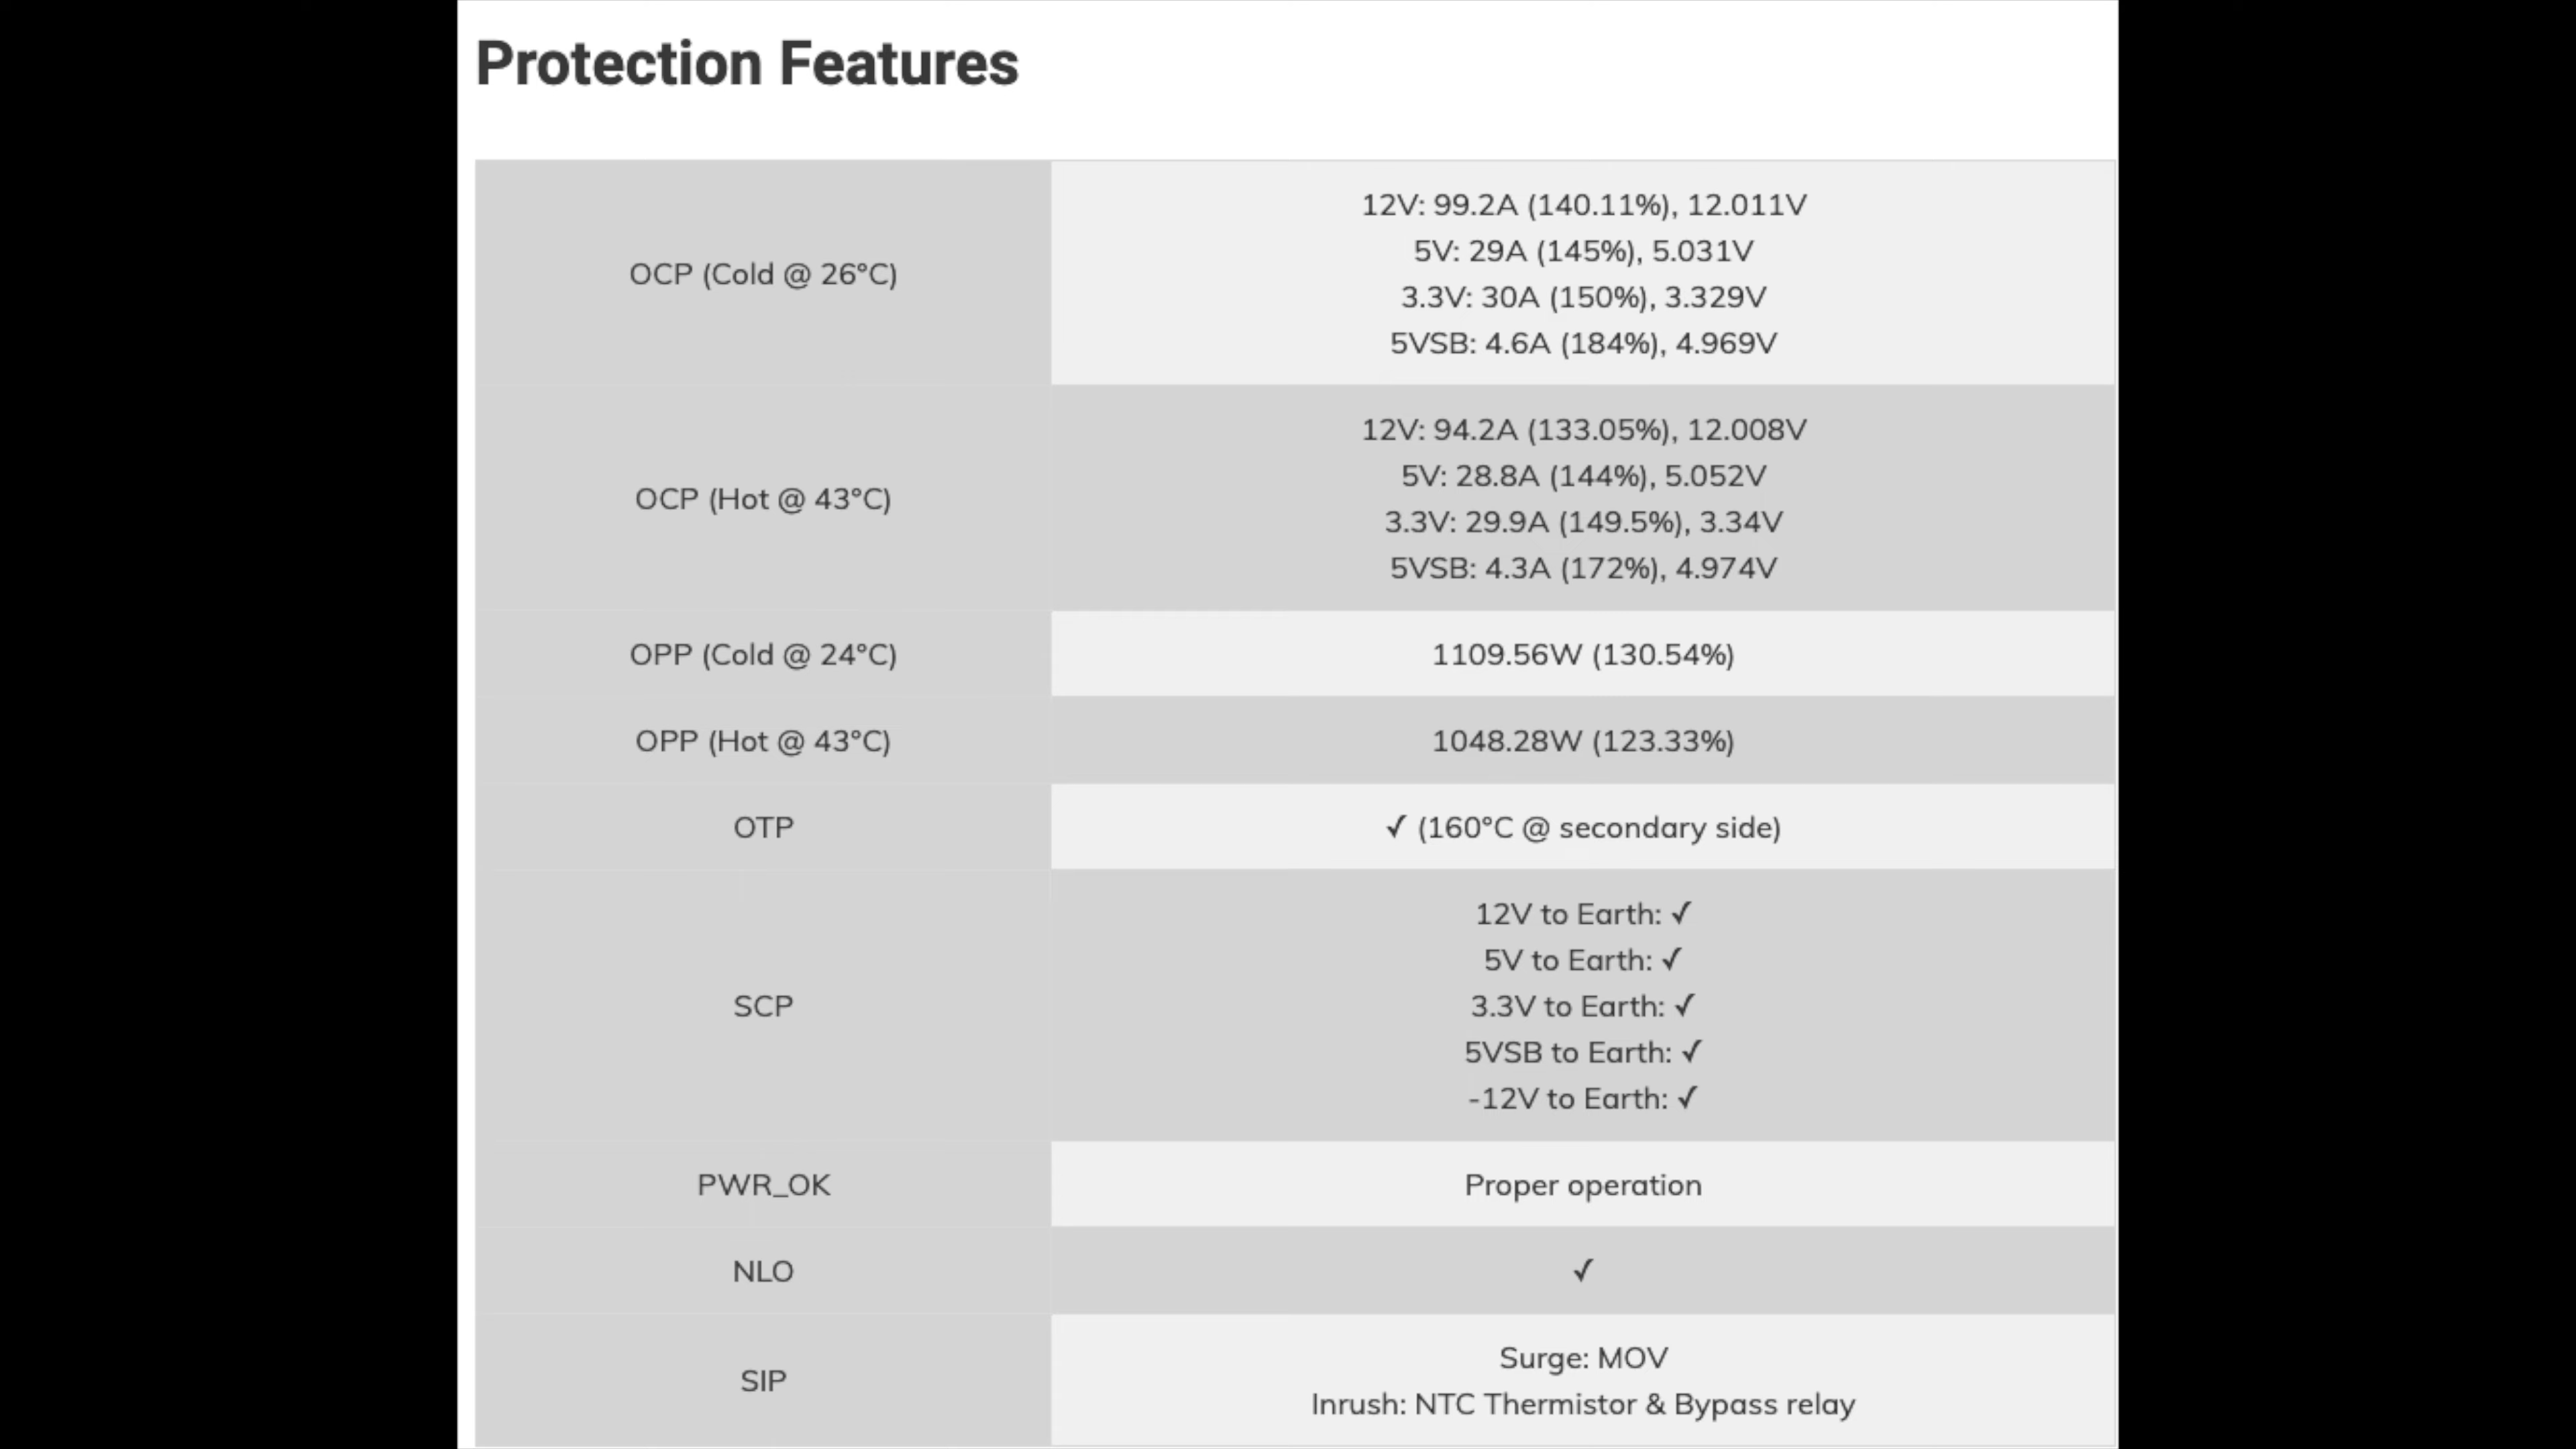 Protection Features
OCP (Cold @ 26°C)
12V: 99.2A (140.11%), 12.011V
5V: 29A (145%), 5.031V
3.3V: 30A (150%), 3.329V
5VSB: 4.6A (184%), 4.969V
OCP (Hot @ 43°C)
12V: 94.2A (133.05%), 12.008V
5V: 28.8A (144%), 5.052V
3.3V: 29.9A (149.5%), 3.34V
5VSB: 4.3A (172%), 4.974V
OPP (Cold @ 24°C)
1109.56W (130.54%)
OPP (Hot @ 43°C)
1048.28W (123.33%)
OTP
✓ (160°C @ secondary side)
SCP
12V to Earth: ✓
5V to Earth: ✓
3.3V to Earth: ✓
5VSB to Earth: ✓
-12V to Earth: ✓
PWR_OK
Proper operation
NLO
✓
SIP
Surge: MOV
Inrush: NTC Thermistor & Bypass relay